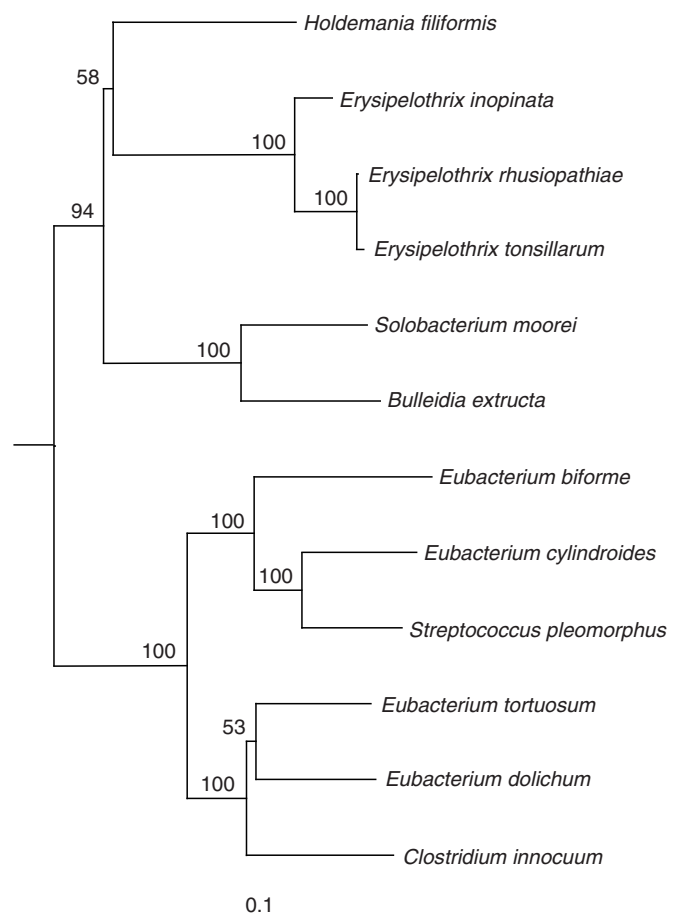 Holdemania filiformis
58
Erysipelothrix inopinata
100
Erysipelothrix rhusiopathiae
100
94
Erysipelothrix tonsillarum
Solobacterium moorei
100
Bulleidia extructa
Eubacterium biforme
100
Eubacterium cylindroides
100
Streptococcus pleomorphus
100
Eubacterium tortuosum
53
Eubacterium dolichum
100
Clostridium innocuum
0.1